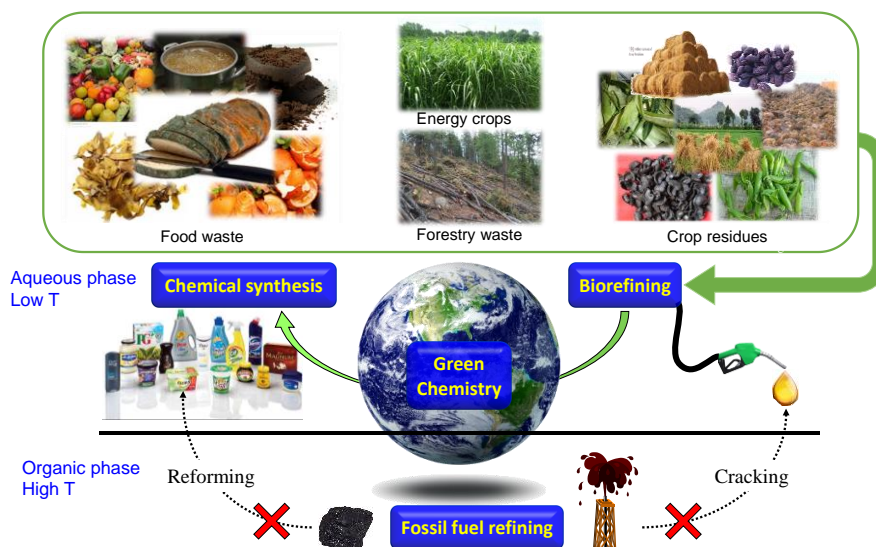 Energy crops
Food waste
Forestry waste
Crop residues
Aqueous phase
Low T
Chemical synthesis
Biorefining
Green
Chemistry
Organic phase
High T
Reforming
Cracking
Fossil fuel refining